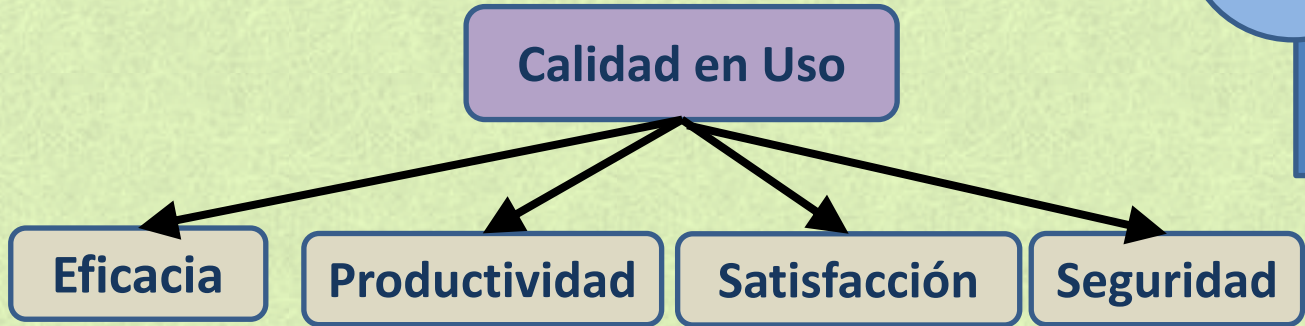 Calidad en Uso
Eficacia
Productividad
Satisfacción
Seguridad